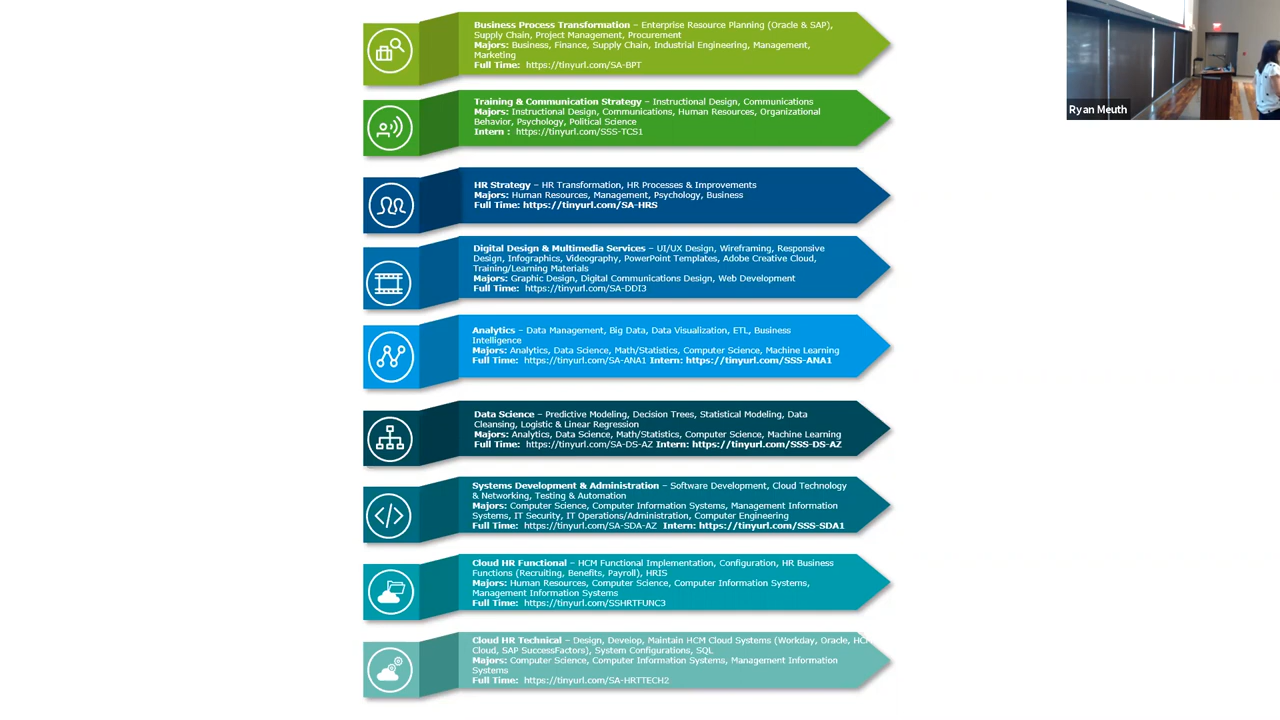 Business Process Transformation – Enterprise Resource Planning (Oracle & SAP),
Supply Chain, Project Management, Procurement
Majors: Business, Finance, Supply Chain, Industrial Engineering, Management,
Marketing
Full Time: https://tinyurl.com/SA-BPT
Training & Communication Strategy – Instructional Design, Communications
Majors: Instructional Design, Communications, Human Resources, Organizational
Behavior, Psychology, Political Science
Intern : https://tinyurl.com/SSS-TCS1
HR Strategy – HR Transformation, HR Processes & Improvements
Majors: Human Resources, Management, Psychology, Business
Full Time: https://tinyurl.com/SA-HRS
Digital Design & Multimedia Services – UI/UX Design, Wireframing, Responsive
Design, Infographics, Videography, PowerPoint Templates, Adobe Creative Cloud,
Training/Learning Materials
Majors: Graphic Design, Digital Communications Design, Web Development
Full Time: https://tinyurl.com/SA-DDI3
Analytics – Data Management, Big Data, Data Visualization, ETL, Business
Intelligence
Majors: Analytics, Data Science, Math/Statistics, Computer Science, Machine Learning
Full Time: https://tinyurl.com/SA-ANA1 Intern: https://tinyurl.com/SSS-ANA1
Data Science – Predictive Modeling, Decision Trees, Statistical Modeling, Data
Cleansing, Logistic & Linear Regression
Majors: Analytics, Data Science, Math/Statistics, Computer Science, Machine Learning
Full Time: https://tinyurl.com/SA-DS-AZ Intern: https://tinyurl.com/SSS-DS-AZ
Systems Development & Administration – Software Development, Cloud Technology
& Networking, Testing & Automation
Majors: Computer Science, Computer Information Systems, Management Information
Systems, IT Security, IT Operations/Administration, Computer Engineering
Full Time: https://tinyurl.com/SA-SDA-AZ Intern: https://tinyurl.com/SSS-SDA1
Cloud HR Functional – HCM Functional Implementation, Configuration, HR Business
Functions (Recruiting, Benefits, Payroll), HRIS
Majors: Human Resources, Computer Science, Computer Information Systems,
Management Information Systems
Full Time: https://tinyurl.com/SSHRTFUNC3
Cloud HR Technical – Design, Develop, Maintain HCM Cloud Systems (Workday, Oracle, HCM
Cloud, SAP SuccessFactors), System Configurations, SQL
Majors: Computer Science, Computer Information Systems, Management Information
Systems
Full Time: https://tinyurl.com/SA-HRTTECH2
Ryan Meuth